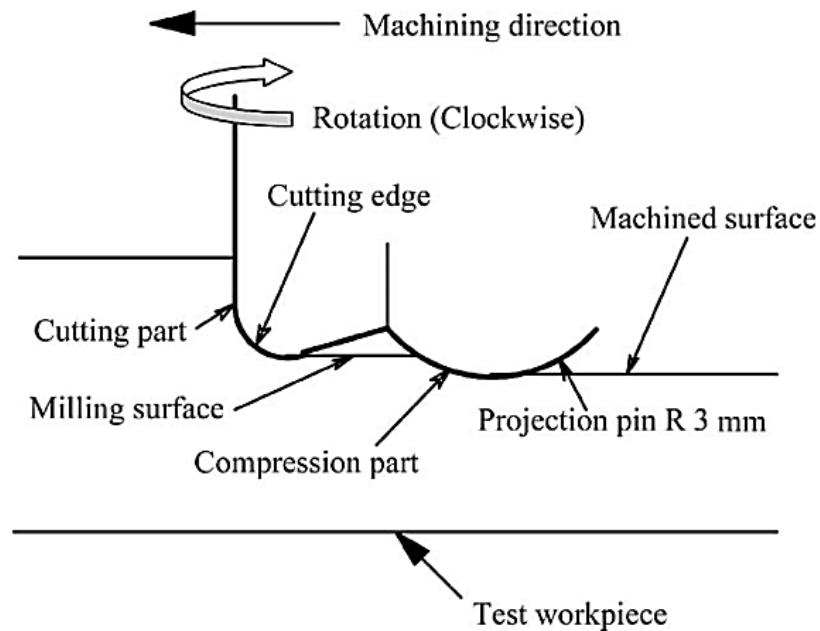 Machining direction
Rotation (Clockwise)
Cutting edge
Machined surface
Cutting part
Milling surface
Projection pin R 3 mm
Compression part
Test workpiece